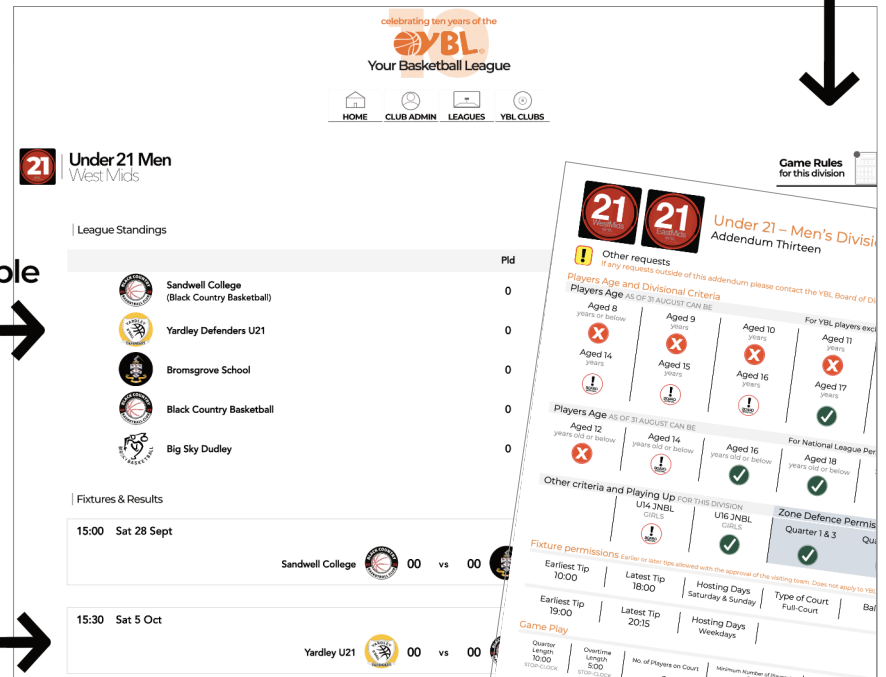 celebrating ten years of the
10
YBL
Your Basketball League
HOME
CLUB ADMIN
LEAGUES
YBL CLUBS
21
Under 21 Men
West Mids
Game Rules
for this division
League Standings
Pld
ble
Sandwell College
(Black Country Basketball)
0
Yardley Defenders U21
0
Bromsgrove School
0
Black Country Basketball
0
Big Sky Dudley
0
Fixtures & Results
15:00 Sat 28 Sept
Sandwell College 00 vs 00
15:30 Sat 5 Oct
Yardley U21 00 vs 00
21
WestMids
21
EastMids
Under 21 – Men's Divisi
Addendum Thirteen
Other requests
If any requests outside of this addendum please contact the YBL Board of Di
Players Age and Divisional Criteria
Players Age AS OF 31 AUGUST CAN BE
For YBL players excl
Aged 8
years or below
Aged 9
years
Aged 10
years
Aged 11
years
Aged 14
years
Aged 15
years
Aged 16
years
Aged 17
years
Players Age AS OF 31 AUGUST CAN BE
For National League Per
Aged 12
years old or below
Aged 14
years old or below
Aged 16
years old or below
Aged 18
years old or below
Other criteria and Playing Up FOR THIS DIVISION
U14 JNBL
GIRLS
U16 JNBL
GIRLS
Zone Defence Permis
Quarter 1 & 3
Qua
Fixture permissions Earlier or later tips allowed with the approval of the visiting team. Does not apply to YBL
Earliest Tip
10:00
Latest Tip
18:00
Hosting Days
Saturday & Sunday
Type of Court
Full-Court
Bal
Earliest Tip
19:00
Latest Tip
20:15
Hosting Days
Weekdays
Game Play
Quarter
Length
10:00
STOP-CLOCK
Overtime
Length
5:00
STOP-CLOCK
No. of Players on Court
Minimum Number of